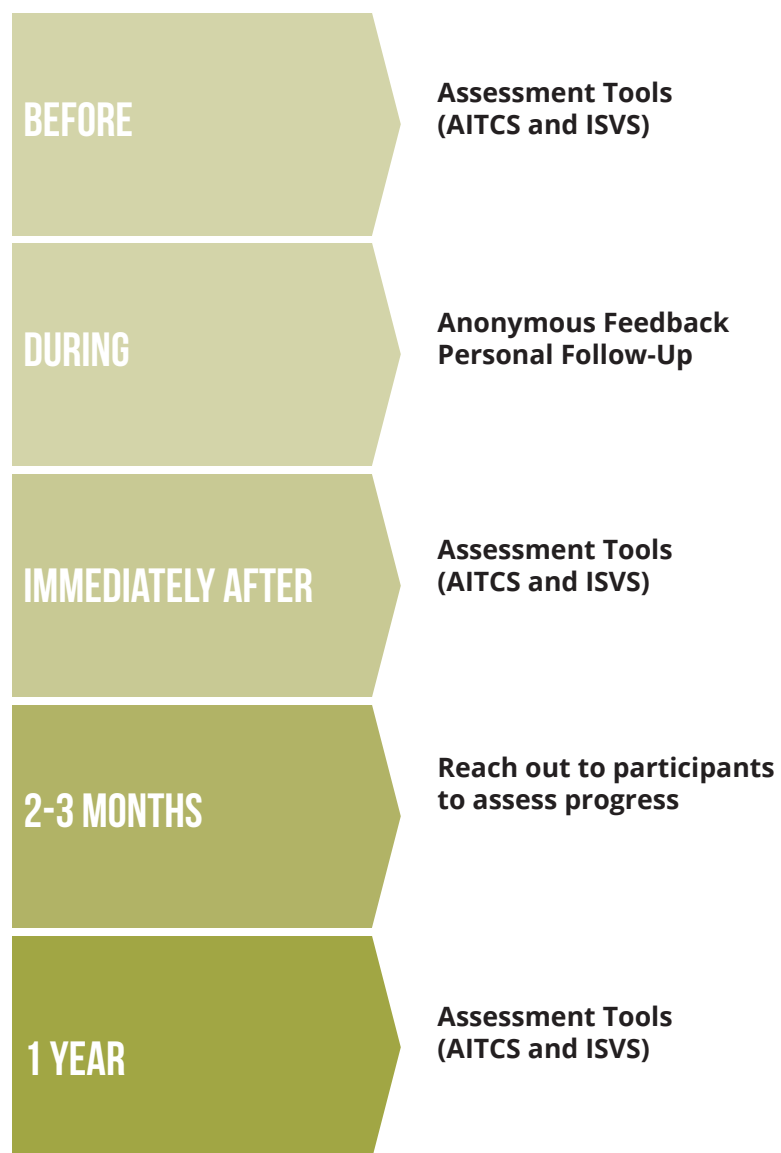 BEFORE
Assessment Tools
(AITCS and ISVS)
DURING
Anonymous Feedback
Personal Follow-Up
IMMEDIATELY AFTER
Assessment Tools
(AITCS and ISVS)
2-3 MONTHS
Reach out to participants
to assess progress
1 YEAR
Assessment Tools
(AITCS and ISVS)